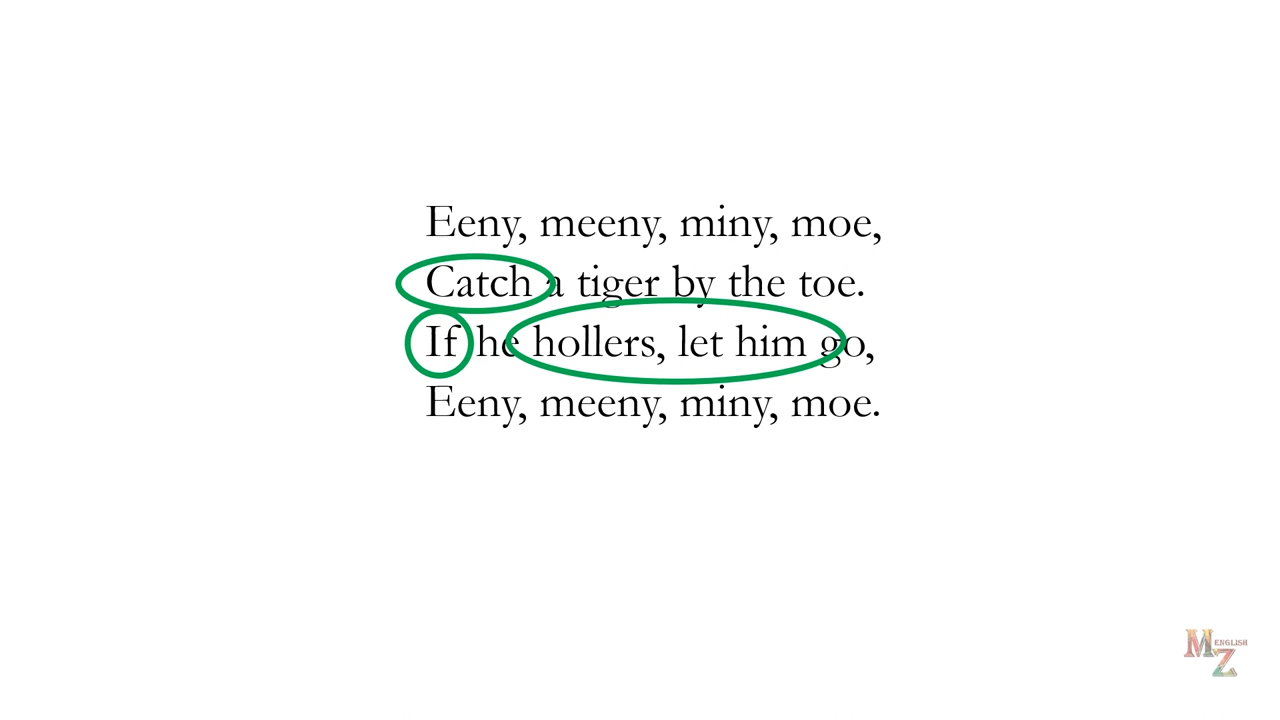 Eeny, meeny, miny, moe,
Catch a tiger by the toe.
If he hollers, let him go,
Eeny, meeny, miny, moe.
MZ ENGLISH